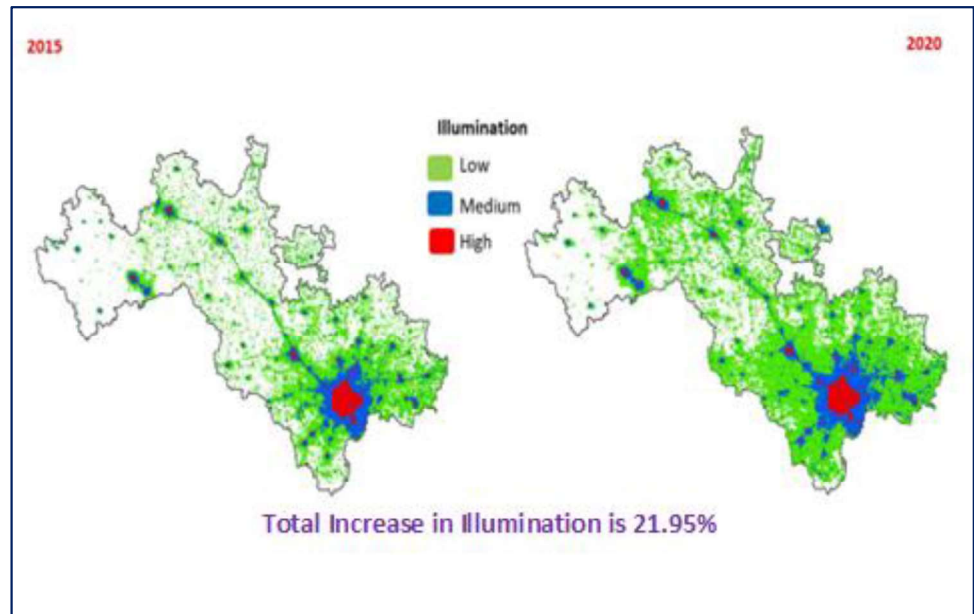 2015
2020
Illumination
Low
Medium
High
Total Increase in Illumination is 21.95%